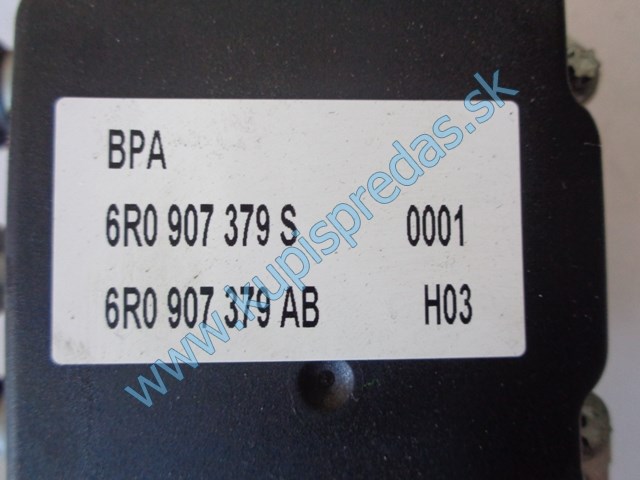 BPA
6R0 907 379 S 0001
6R0 907 379 AB H03
www.kupispredas.sk